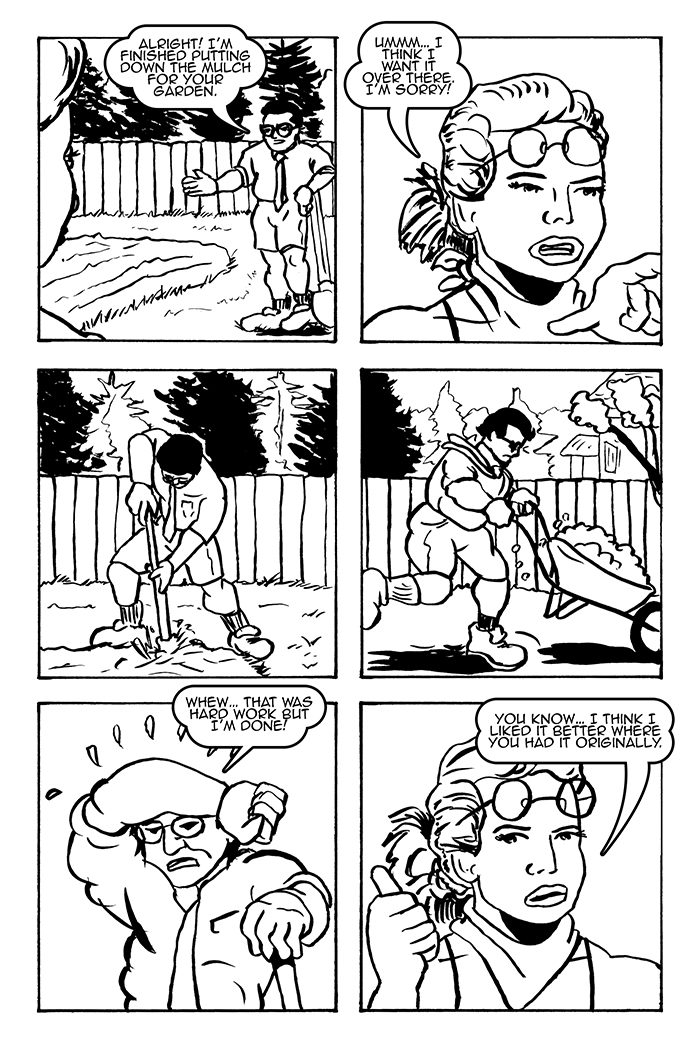 ALRIGHT! I'M
FINISHED PUTTING
DOWN THE MULCH
FOR YOUR
GARDEN.
UMMM... I
THINK I
WANT IT
OVER THERE.
I'M SORRY!
WHEW... THAT WAS
HARD WORK BUT
I'M DONE!
YOU KNOW... I THINK I
LIKED IT BETTER WHERE
YOU HAD IT ORIGINALLY.